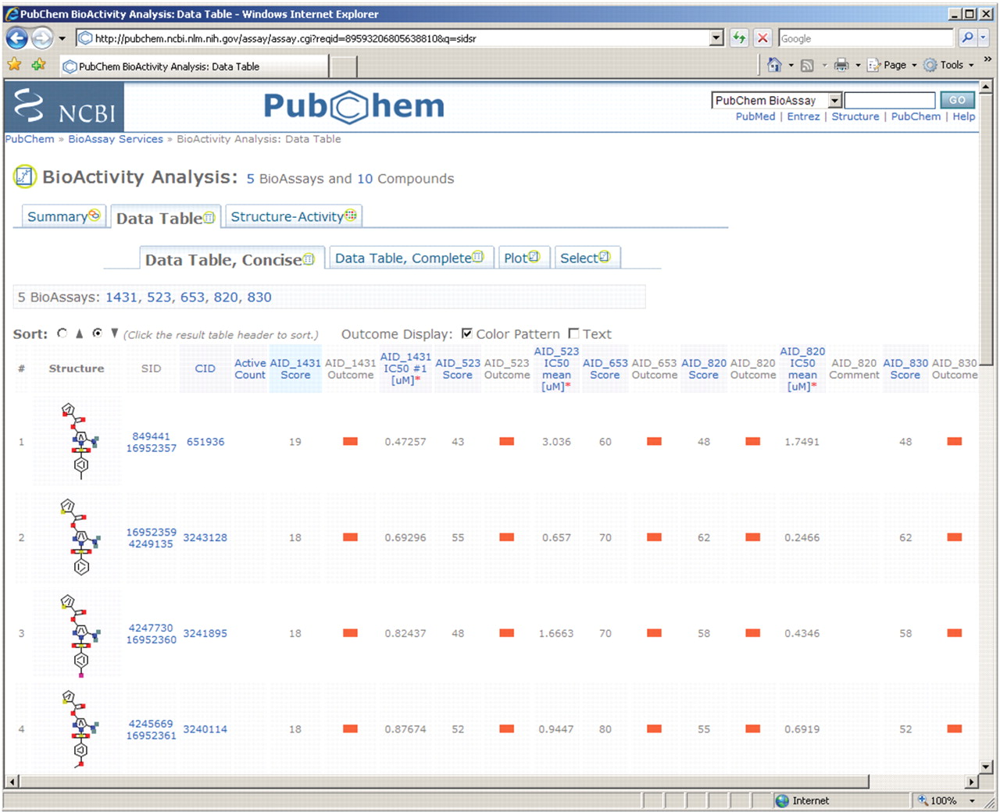 PubChem BioActivity Analysis: Data Table - Windows Internet Explorer
http://pubchem.ncbi.nlm.nih.gov/assay/assay.cgi?reqid=895932068056388108&q=sidsr
Google
PubChem BioActivity Analysis: Data Table
Page Tools »
NCBI
PubChem
PubChem BioAssay GO
PubMed | Entrez | Structure | PubChem | Help
PubChem » BioAssay Services » BioActivity Analysis: Data Table
BioActivity Analysis: 5 BioAssays and 10 Compounds
Summary Data Table Structure-Activity
Data Table, Concise Data Table, Complete Plot Select
5 BioAssays: 1431, 523, 653, 820, 830
Sort: (Click the result table header to sort.) Outcome Display: Color Pattern Text
# Structure SID CID Active Count AID_1431 Score AID_1431 Outcome AID_1431 IC50 #1 [uM]* AID_523 Score AID_523 Outcome AID_523 IC50 mean [uM]* AID_653 Score AID_653 Outcome AID_820 Score AID_820 Outcome AID_820 IC50 mean [uM]* AID_820 Comment AID_830 Score AID_830 Outcome
1 849441 16952357 651936 19 0.47257 43 3.036 60 48 1.7491 48
2 16952359 4249135 3243128 18 0.69296 55 0.657 70 62 0.2466 62
3 4247730 16952360 3241895 18 0.82437 48 1.6663 70 58 0.4346 58
4 4245669 16952361 3240114 18 0.87674 52 0.9447 80 55 0.6919 52
Internet 100%